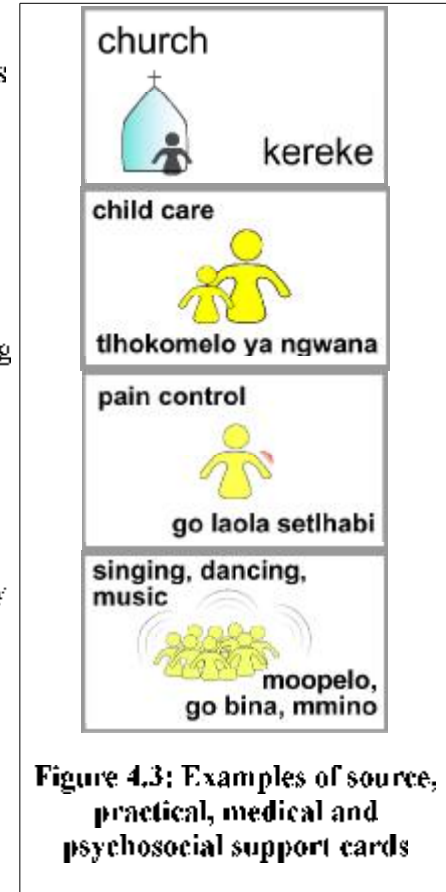 church
kereke
child care
tlhokomelo ya ngwana
pain control
go laola setlhabi
singing, dancing,
music
moopelo,
go bina, mmino
Figure 4.3: Examples of source,
practical, medical and
psychosocial support cards